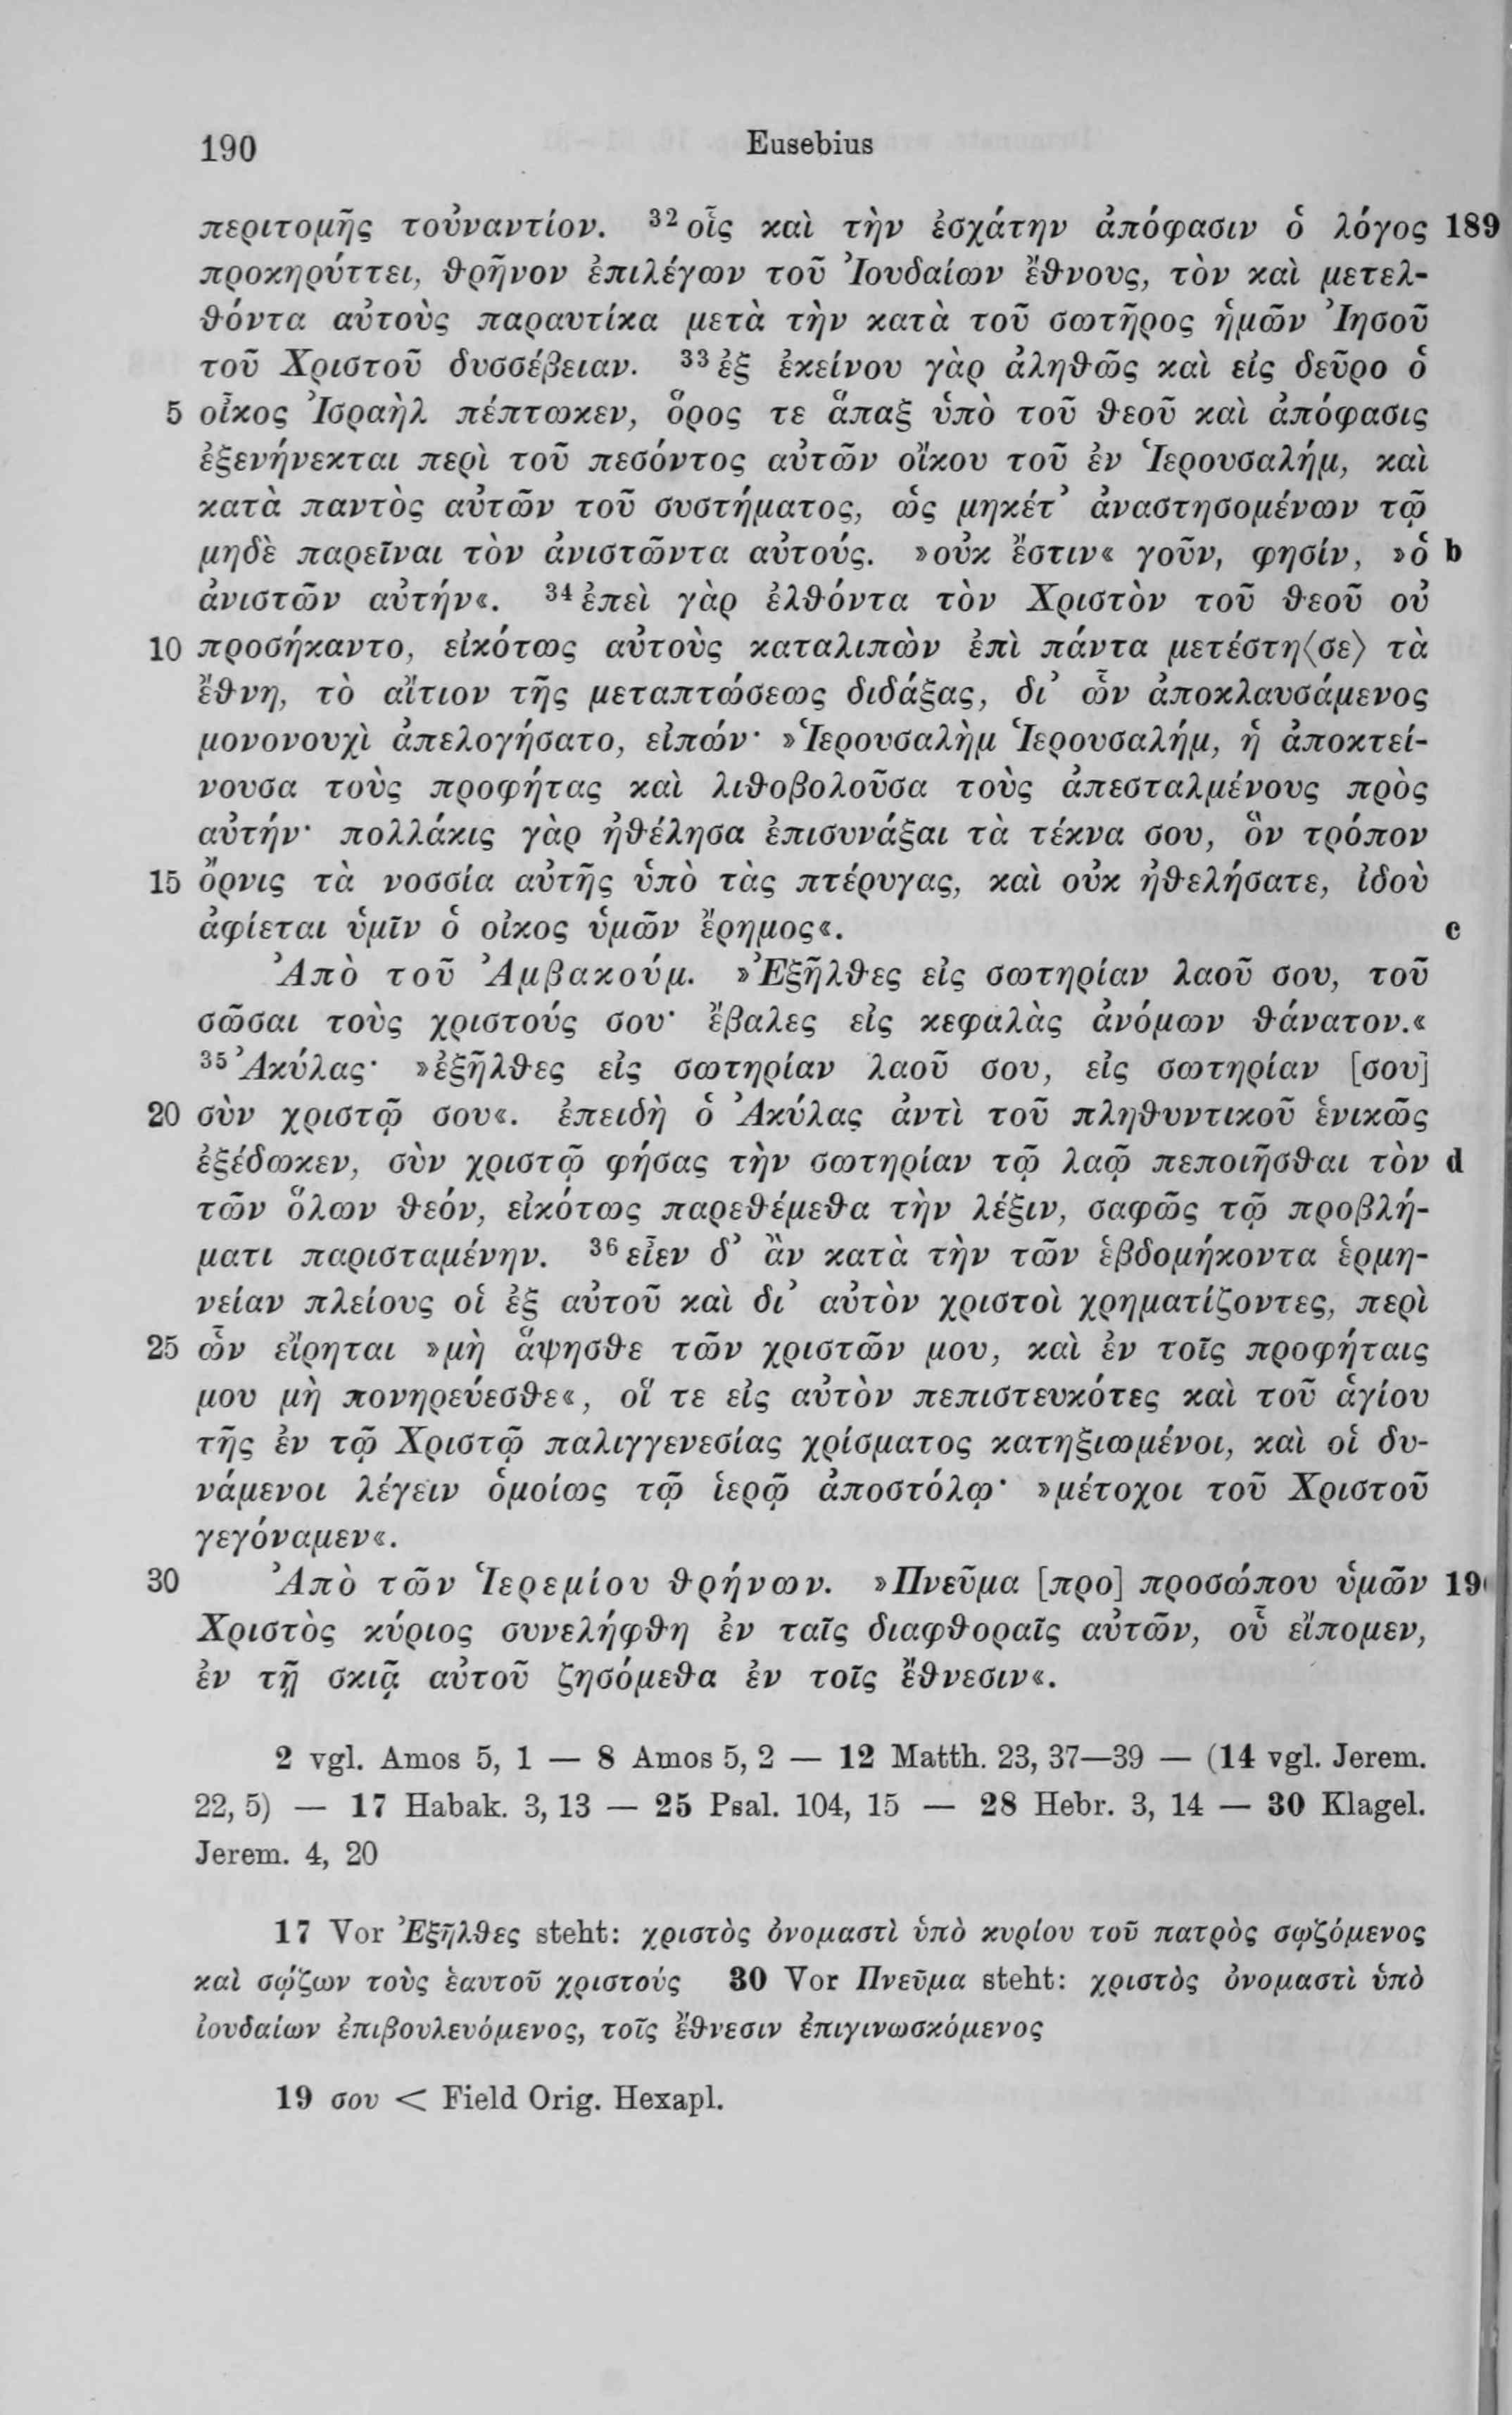 190 Eusebius
περιτομῆς τοὐναντίον. ³²οἷς καὶ τὴν ἐσχάτην ἀπόφασιν ὁ λόγος 189
προκηρύττει, θρῆνον ἐπιλέγων τοῦ Ἰουδαίων ἔθνους, τὸν καὶ μετελ-
θόντα αὐτοὺς παραυτίκα μετὰ τὴν κατὰ τοῦ σωτῆρος ἡμῶν Ἰησοῦ
τοῦ Χριστοῦ δυσσέβειαν. ³³ἐξ ἐκείνου γὰρ ἀληθῶς καὶ εἰς δεῦρο ὁ
5 οἶκος Ἰσραὴλ πέπτωκεν, ὅρος τε ἅπαξ ὑπὸ τοῦ θεοῦ καὶ ἀπόφασις
ἐξενήνεκται περὶ τοῦ πεσόντος αὐτῶν οἴκου τοῦ ἐν Ἱερουσαλήμ, καὶ
κατὰ παντὸς αὐτῶν τοῦ συστήματος, ὡς μηκέτ᾽ ἀναστησομένων τῷ
μηδὲ παρεῖναι τὸν ἀνιστῶντα αὐτούς. »οὐκ ἔστιν« γοῦν, φησίν, »ὁ b
ἀνιστῶν αὐτήν«. ³⁴ἐπεὶ γὰρ ἐλθόντα τὸν Χριστὸν τοῦ θεοῦ οὐ
10 προσήκαντο, εἰκότως αὐτοὺς καταλιπὼν ἐπὶ πάντα μετέστη⟨σε⟩ τὰ
ἔθνη, τὸ αἴτιον τῆς μεταπτώσεως διδάξας, δι᾽ ὧν ἀποκλαυσάμενος
μονονουχὶ ἀπελογήσατο, εἰπών· »Ἱερουσαλὴμ Ἱερουσαλήμ, ἡ ἀποκτεί-
νουσα τοὺς προφήτας καὶ λιθοβολοῦσα τοὺς ἀπεσταλμένους πρὸς
αὐτήν· πολλάκις γὰρ ἠθέλησα ἐπισυνάξαι τὰ τέκνα σου, ὃν τρόπον
15 ὄρνις τὰ νοσσία αὐτῆς ὑπὸ τὰς πτέρυγας, καὶ οὐκ ἠθελήσατε, ἰδοὺ
ἀφίεται ὑμῖν ὁ οἶκος ὑμῶν ἔρημος«. c
Ἀπὸ τοῦ Ἀμβακούμ. »Ἐξῆλθες εἰς σωτηρίαν λαοῦ σου, τοῦ
σῶσαι τοὺς χριστούς σου· ἔβαλες εἰς κεφαλὰς ἀνόμων θάνατον.«
³⁵Ἀκύλας· »ἐξῆλθες εἰς σωτηρίαν λαοῦ σου, εἰς σωτηρίαν [σου]
20 σὺν χριστῷ σου«. ἐπειδὴ ὁ Ἀκύλας ἀντὶ τοῦ πληθυντικοῦ ἑνικῶς
ἐξέδωκεν, σὺν χριστῷ φήσας τὴν σωτηρίαν τῷ λαῷ πεποιῆσθαι τὸν d
τῶν ὅλων θεόν, εἰκότως παρεθέμεθα τὴν λέξιν, σαφῶς τῷ προβλή-
ματι παρισταμένην. ³⁶εἶεν δ᾽ ἂν κατὰ τὴν τῶν ἑβδομήκοντα ἑρμη-
νείαν πλείους οἱ ἐξ αὐτοῦ καὶ δι᾽ αὐτὸν χριστοὶ χρηματίζοντες, περὶ
25 ὧν εἴρηται »μὴ ἅψησθε τῶν χριστῶν μου, καὶ ἐν τοῖς προφήταις
μου μὴ πονηρεύεσθε«, οἵ τε εἰς αὐτὸν πεπιστευκότες καὶ τοῦ ἁγίου
τῆς ἐν τῷ Χριστῷ παλιγγενεσίας χρίσματος κατηξιωμένοι, καὶ οἱ δυ-
νάμενοι λέγειν ὁμοίως τῷ ἱερῷ ἀποστόλῳ· »μέτοχοι τοῦ Χριστοῦ
γεγόναμεν«.
30 Ἀπὸ τῶν Ἱερεμίου θρήνων. »Πνεῦμα [προ] προσώπου ὑμῶν 19
Χριστὸς κύριος συνελήφθη ἐν ταῖς διαφθοραῖς αὐτῶν, οὗ εἴπομεν,
ἐν τῇ σκιᾷ αὐτοῦ ζησόμεθα ἐν τοῖς ἔθνεσιν«.
2 vgl. Amos 5, 1 — 8 Amos 5, 2 — 12 Matth. 23, 37—39 — (14 vgl. Jerem.
22, 5) — 17 Habak. 3, 13 — 25 Psal. 104, 15 — 28 Hebr. 3, 14 — 30 Klagel.
Jerem. 4, 20
17 Vor Ἐξῆλθες steht: χριστὸς ὀνομαστὶ ὑπὸ κυρίου τοῦ πατρὸς σῳζόμενος
καὶ σῴζων τοὺς ἑαυτοῦ χριστούς 30 Vor Πνεῦμα steht: χριστὸς ὀνομαστὶ ὑπὸ
ἰουδαίων ἐπιβουλευόμενος, τοῖς ἔθνεσιν ἐπιγινωσκόμενος
19 σου < Field Orig. Hexapl.